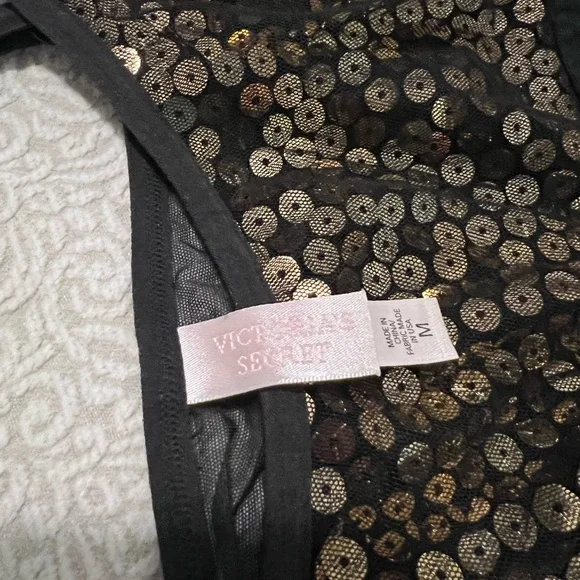 VICTORIA'S
SECRET
MADE IN
CHINA/
FABRIC MADE
IN USA
M